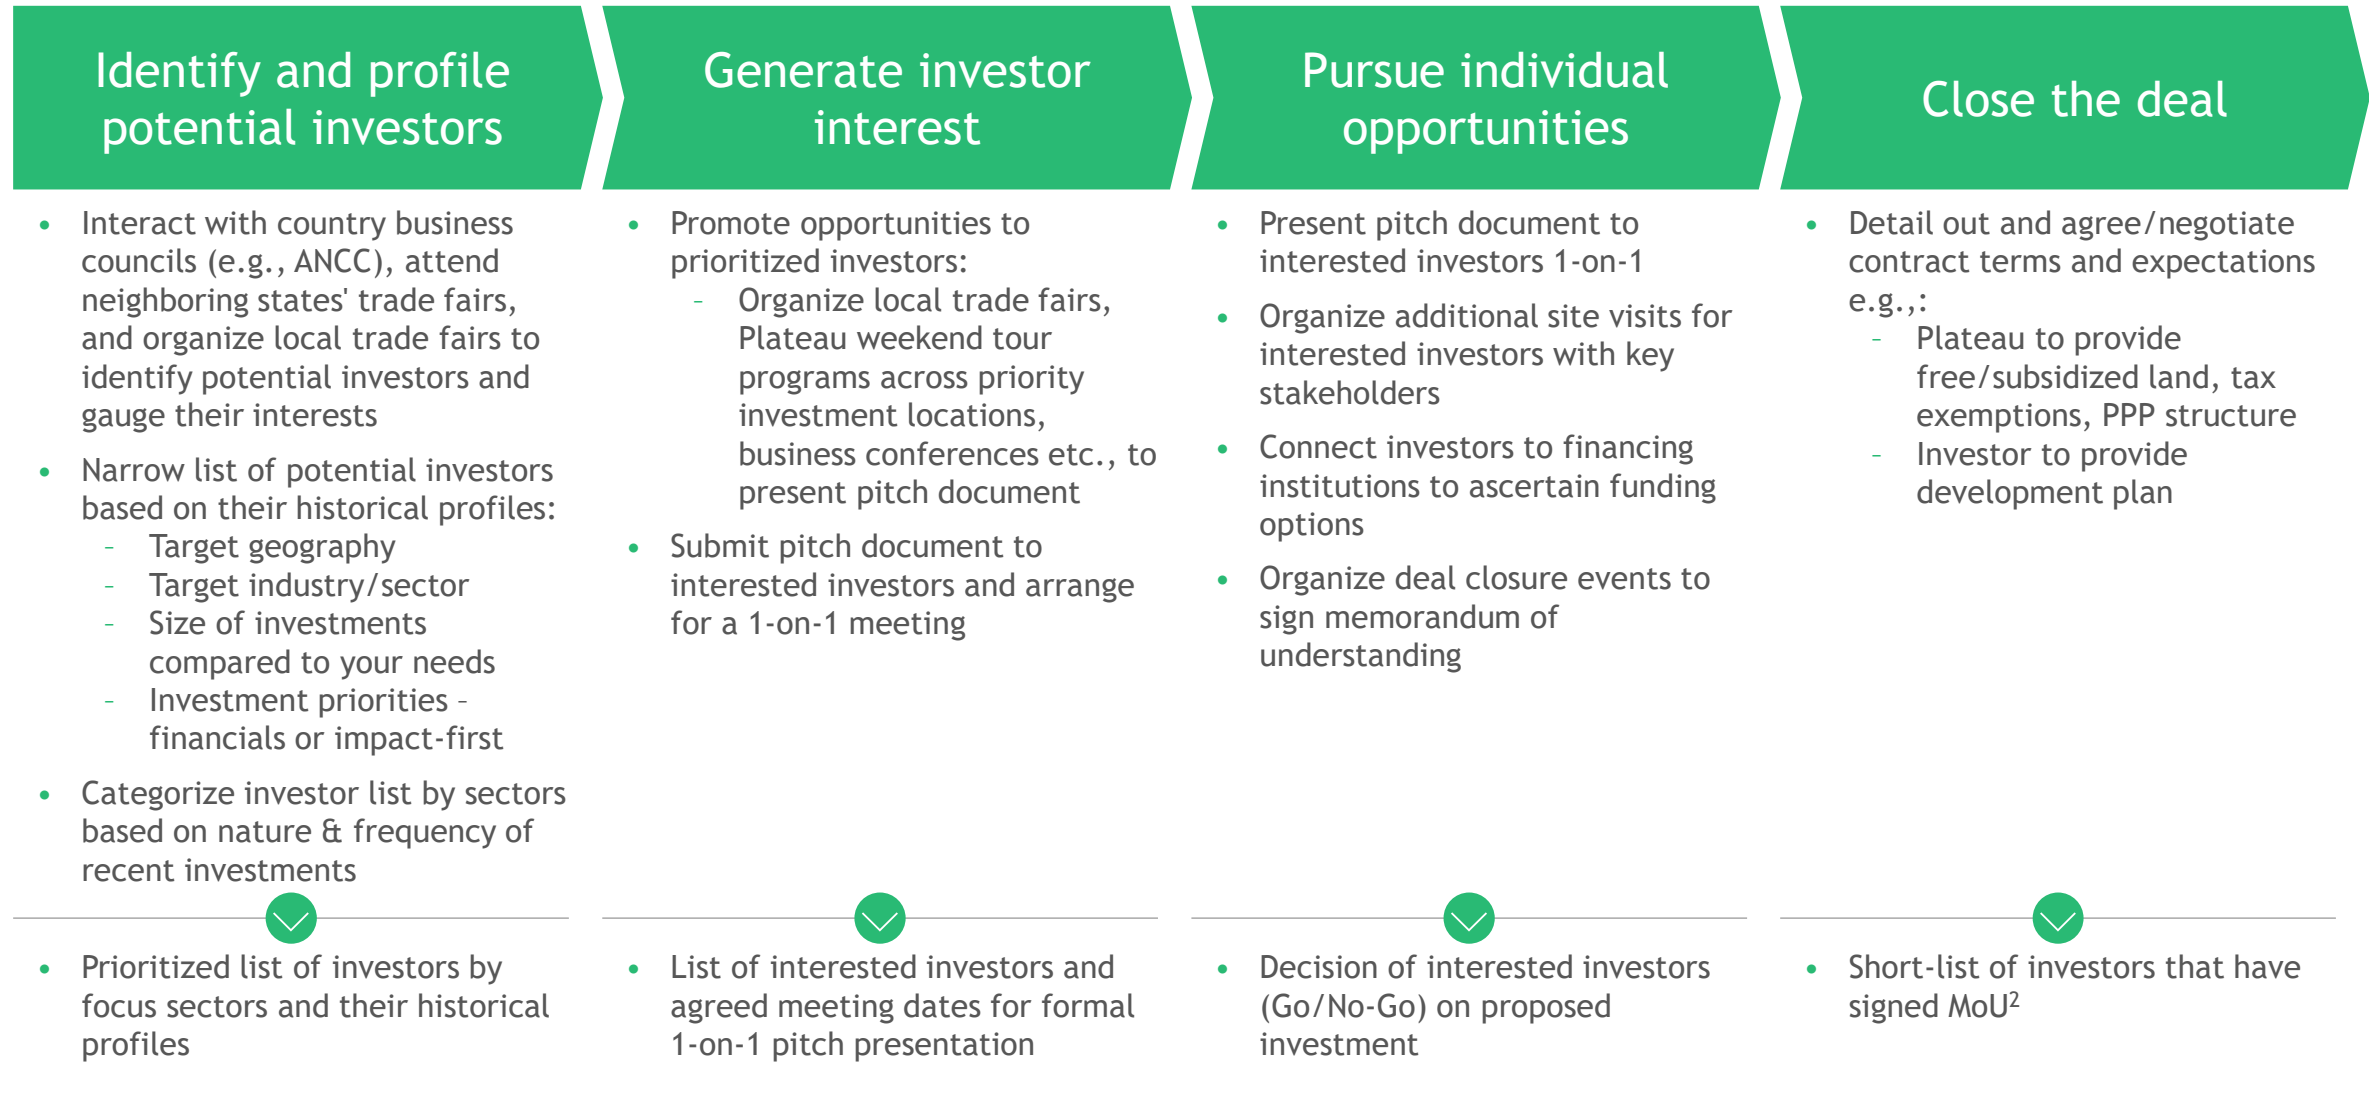 Identify and profile
potential investors
Generate investor
interest
Pursue individual
opportunities
Close the deal
• Interact with country business
councils (e.g., ANCC), attend
neighboring states' trade fairs,
and organize local trade fairs to
identify potential investors and
gauge their interests
• Narrow list of potential investors
based on their historical profiles:
– Target geography
– Target industry/sector
– Size of investments
compared to your needs
– Investment priorities –
financials or impact-first
• Categorize investor list by sectors
based on nature & frequency of
recent investments
• Promote opportunities to
prioritized investors:
– Organize local trade fairs,
Plateau weekend tour
programs across priority
investment locations,
business conferences etc., to
present pitch document
• Submit pitch document to
interested investors and arrange
for a 1-on-1 meeting
• Present pitch document to
interested investors 1-on-1
• Organize additional site visits for
interested investors with key
stakeholders
• Connect investors to financing
institutions to ascertain funding
options
• Organize deal closure events to
sign memorandum of
understanding
• Detail out and agree/negotiate
contract terms and expectations
e.g.,:
– Plateau to provide
free/subsidized land, tax
exemptions, PPP structure
– Investor to provide
development plan
• Prioritized list of investors by
focus sectors and their historical
profiles
• List of interested investors and
agreed meeting dates for formal
1-on-1 pitch presentation
• Decision of interested investors
(Go/No-Go) on proposed
investment
• Short-list of investors that have
signed MoU²